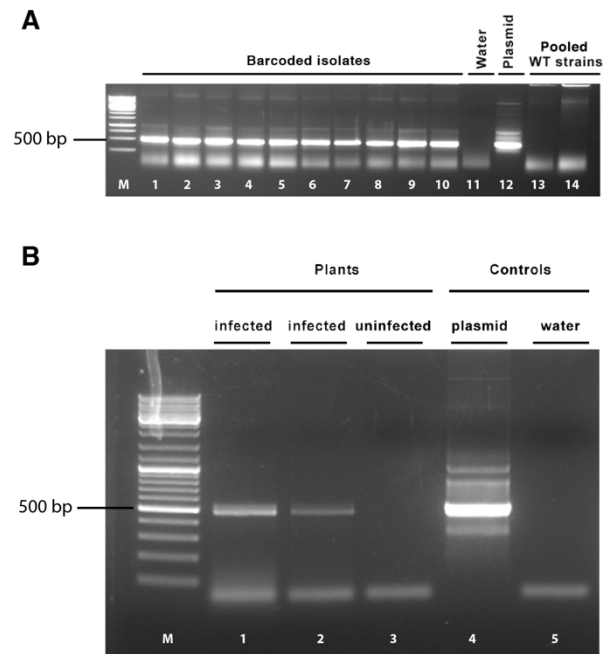 A
Barcoded isolates
Water
Plasmid
Pooled
WT strains
500 bp
M 1 2 3 4 5 6 7 8 9 10 11 12 13 14
B
Plants Controls
infected infected uninfected plasmid water
500 bp
M 1 2 3 4 5